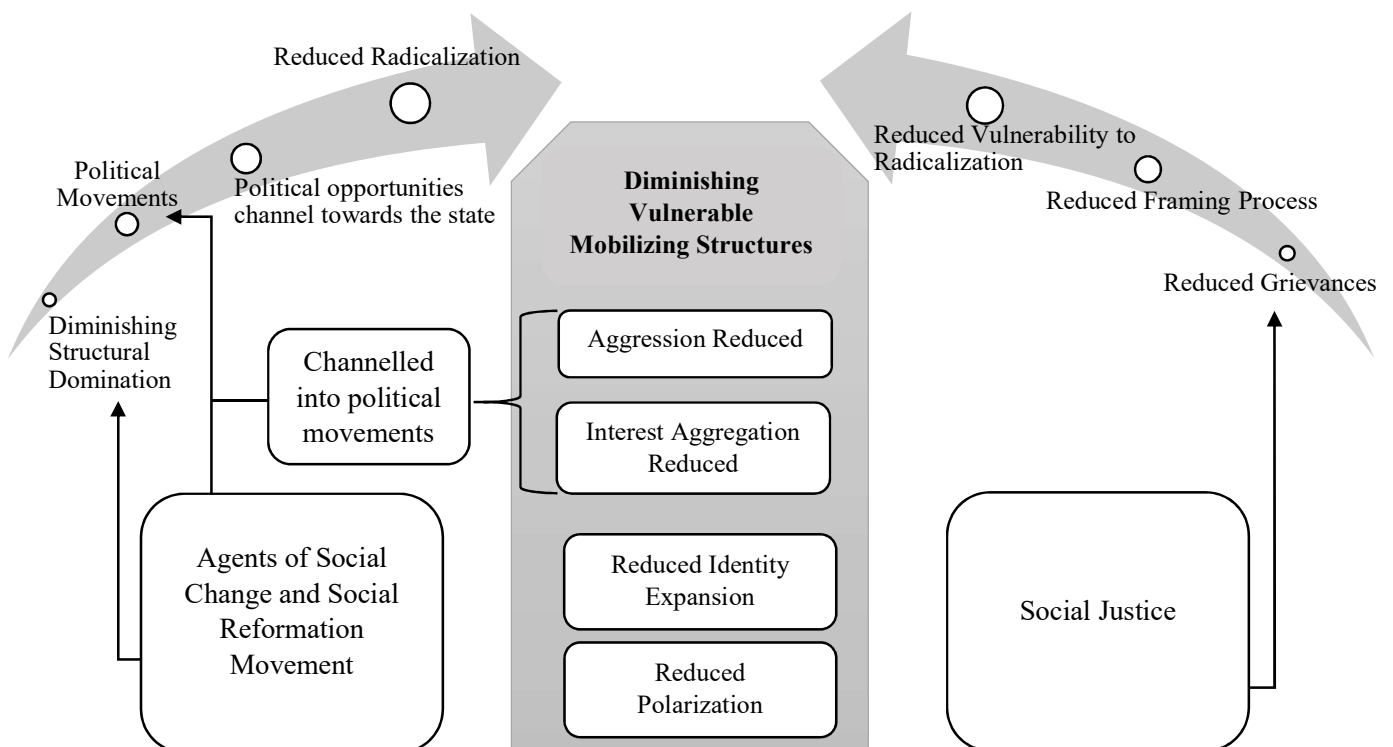 Reduced Radicalization
Political
Movements
Political opportunities
channel towards the state
Diminishing
Structural
Domination
Channelled
into political
movements
Agents of Social
Change and Social
Reformation
Movement
Diminishing
Vulnerable
Mobilizing Structures
Aggression Reduced
Interest Aggregation
Reduced
Reduced Identity
Expansion
Reduced
Polarization
Reduced Vulnerability to
Radicalization
Reduced Framing Process
Reduced Grievances
Social Justice